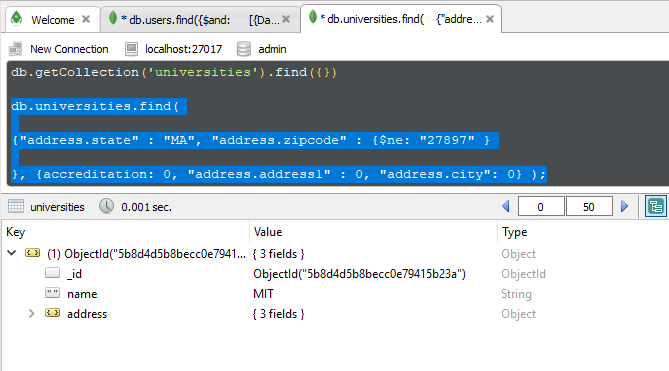 Welcome × * db.users.find({$and: [{Da... × * db.universities.find( {"addre... ×
New Connection localhost:27017 admin
db.getCollection('universities').find({})
db.universities.find(
{"address.state" : "MA", "address.zipcode" : {$ne: "27897" }
}, {accreditation: 0, "address.address1" : 0, "address.city": 0} );
universities 0.001 sec. 0 50
Key Value Type
(1) ObjectId("5b8d4d5b8becc0e7941... { 3 fields } Object
_id ObjectId("5b8d4d5b8becc0e79415b23a") ObjectId
name MIT String
address { 3 fields } Object